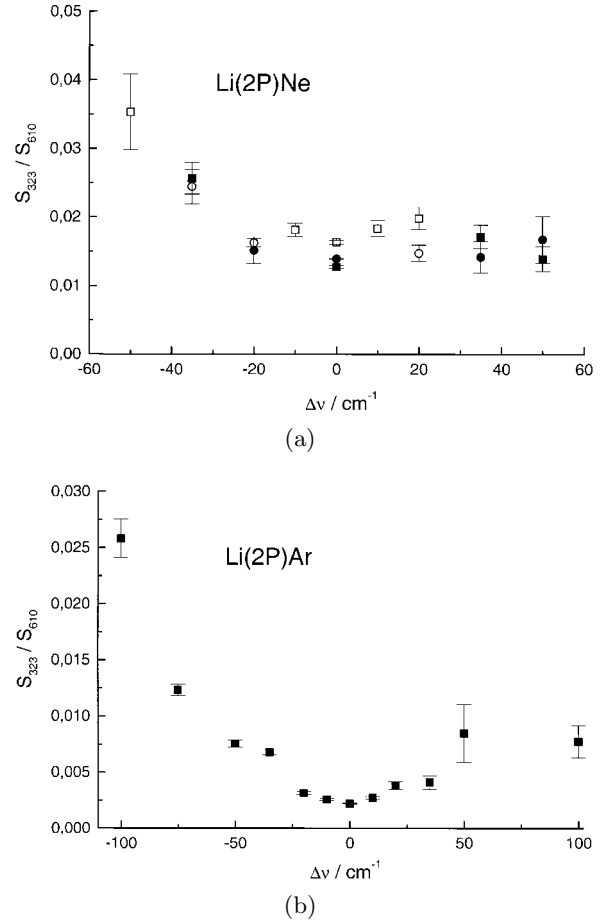 0,05
0,04
0,03
0,02
0,01
0,00
S323 / S610
Li(2P)Ne
-60 -40 -20 0 20 40 60
Δν / cm-1
(a)
0,030
0,025
0,020
0,015
0,010
0,005
0,000
S323 / S610
Li(2P)Ar
-100 -50 0 50 100
Δν / cm-1
(b)